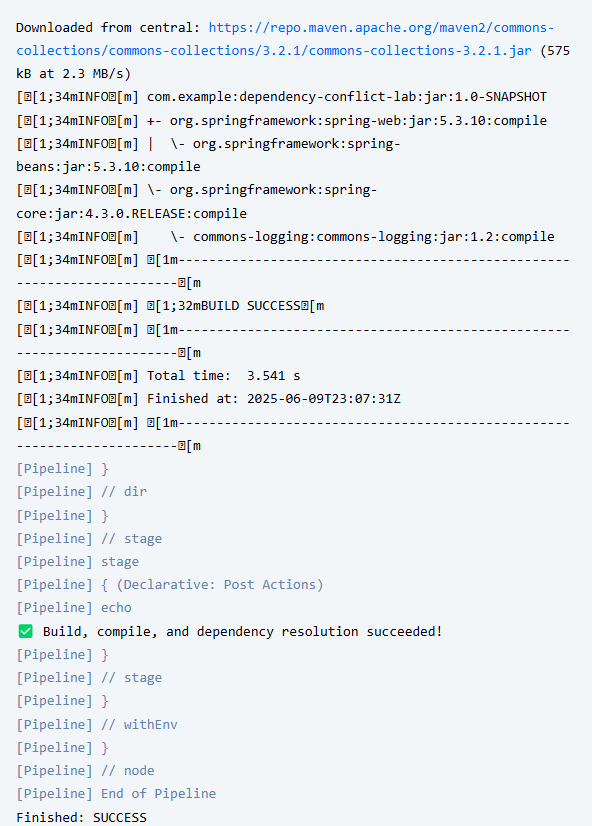 Downloaded from central: https://repo.maven.apache.org/maven2/commons-
collections/commons-collections/3.2.1/commons-collections-3.2.1.jar (575
kB at 2.3 MB/s)
[␛[1;34mINFO␛[m] com.example:dependency-conflict-lab:jar:1.0-SNAPSHOT
[␛[1;34mINFO␛[m] +- org.springframework:spring-web:jar:5.3.10:compile
[␛[1;34mINFO␛[m] |  \- org.springframework:spring-
beans:jar:5.3.10:compile
[␛[1;34mINFO␛[m] \- org.springframework:spring-
core:jar:4.3.0.RELEASE:compile
[␛[1;34mINFO␛[m]    \- commons-logging:commons-logging:jar:1.2:compile
[␛[1;34mINFO␛[m] ␛[1m---------------------------------------------------
---------------------␛[m
[␛[1;34mINFO␛[m] ␛[1;32mBUILD SUCCESS␛[m
[␛[1;34mINFO␛[m] ␛[1m---------------------------------------------------
---------------------␛[m
[␛[1;34mINFO␛[m] Total time:  3.541 s
[␛[1;34mINFO␛[m] Finished at: 2025-06-09T23:07:31Z
[␛[1;34mINFO␛[m] ␛[1m---------------------------------------------------
---------------------␛[m
[Pipeline] }
[Pipeline] // dir
[Pipeline] }
[Pipeline] // stage
[Pipeline] stage
[Pipeline] { (Declarative: Post Actions)
[Pipeline] echo
✅ Build, compile, and dependency resolution succeeded!
[Pipeline] }
[Pipeline] // stage
[Pipeline] }
[Pipeline] // withEnv
[Pipeline] }
[Pipeline] // node
[Pipeline] End of Pipeline
Finished: SUCCESS